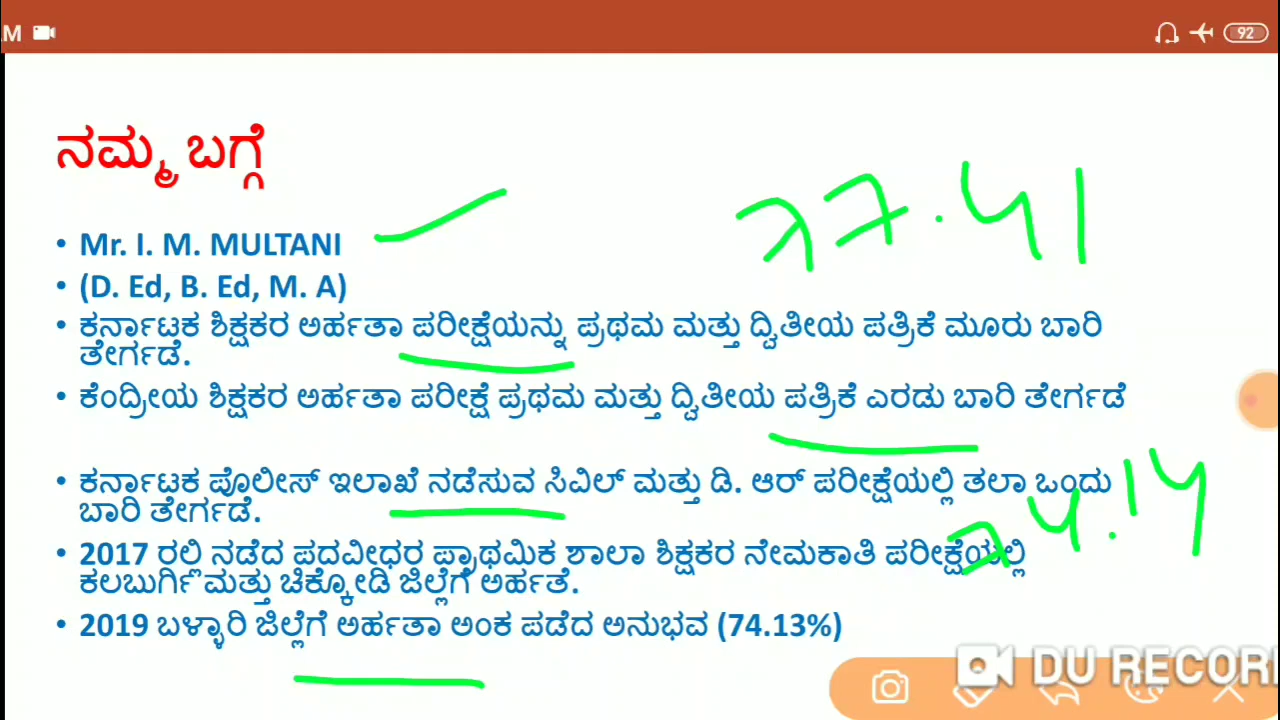 M
92
ನಮ್ಮ ಬಗ್ಗೆ
77.41
• Mr. I. M. MULTANI
• (D. Ed, B. Ed, M. A)
• ಕರ್ನಾಟಕ ಶಿಕ್ಷಕರ ಅರ್ಹತಾ ಪರೀಕ್ಷೆಯನ್ನು ಪ್ರಥಮ ಮತ್ತು ದ್ವಿತೀಯ ಪತ್ರಿಕೆ ಮೂರು ಬಾರಿ
ತೇರ್ಗಡೆ.
• ಕೆಂದ್ರೀಯ ಶಿಕ್ಷಕರ ಅರ್ಹತಾ ಪರೀಕ್ಷೆ ಪ್ರಥಮ ಮತ್ತು ದ್ವಿತೀಯ ಪತ್ರಿಕೆ ಎರಡು ಬಾರಿ ತೇರ್ಗಡೆ
• ಕರ್ನಾಟಕ ಪೊಲೀಸ್ ಇಲಾಖೆ ನಡೆಸುವ ಸಿವಿಲ್ ಮತ್ತು ಡಿ. ಆರ್ ಪರೀಕ್ಷೆಯಲ್ಲಿ ತಲಾ ಒಂದು
ಬಾರಿ ತೇರ್ಗಡೆ.
74.14
• 2017 ರಲ್ಲಿ ನಡೆದ ಪದವೀಧರ ಪ್ರಾಥಮಿಕ ಶಾಲಾ ಶಿಕ್ಷಕರ ನೇಮಕಾತಿ ಪರೀಕ್ಷೆಯಲ್ಲಿ
ಕಲಬುರ್ಗಿ ಮತ್ತು ಚಿಕ್ಕೋಡಿ ಜಿಲ್ಲೆಗೆ ಅರ್ಹತೆ.
• 2019 ಬಳ್ಳಾರಿ ಜಿಲ್ಲೆಗೆ ಅರ್ಹತಾ ಅಂಕ ಪಡೆದ ಅನುಭವ (74.13%)
DU RECOR